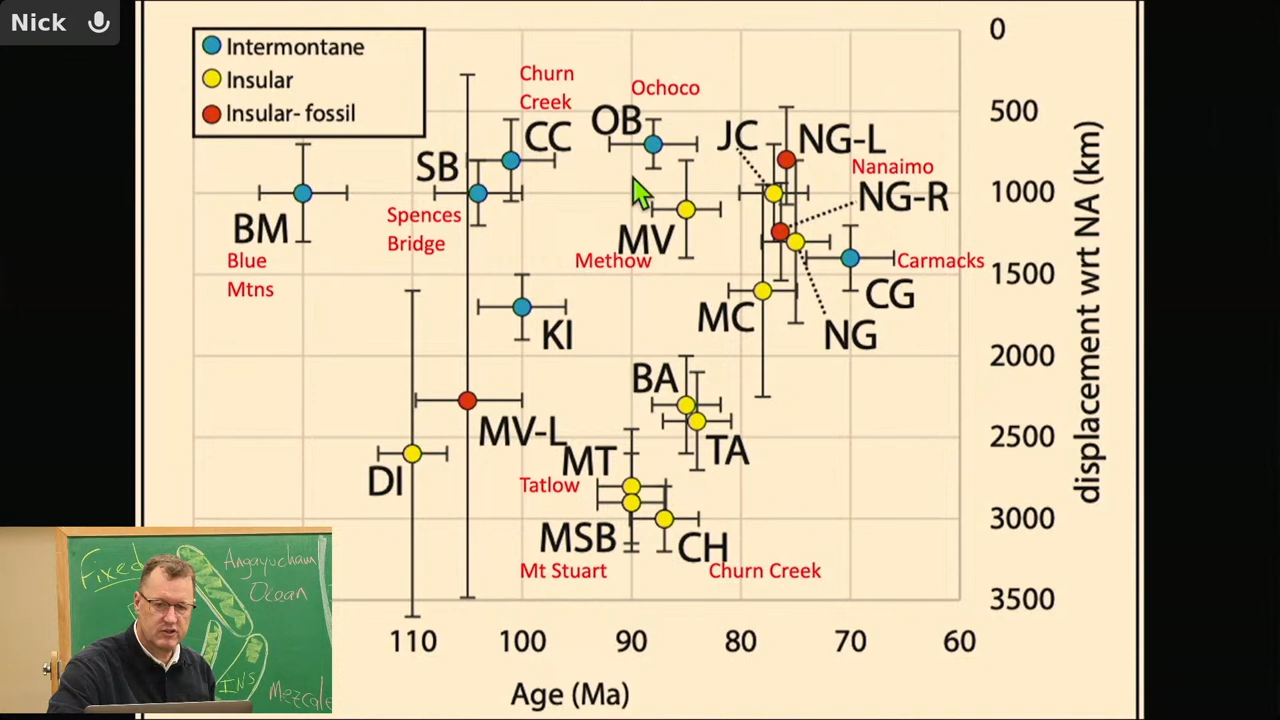 Nick
Intermontane
Insular
Insular- fossil
Churn
Creek
Ochoco
OB
CC
JC
NG-L
SB
Nanaimo
NG-R
BM
Spences
Bridge
MV
Methow
Blue
Mtns
Carmacks
CG
KI
MC
NG
BA
MV-L
TA
MT
DI
Tatlow
MSB
CH
Mt Stuart
Churn Creek
0
500
1000
1500
2000
2500
3000
3500
displacement wrt NA (km)
110
100
90
80
70
60
Age (Ma)
Fixed
Angayucham
Ocean
INS